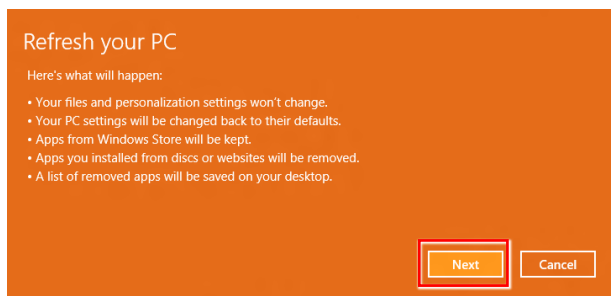 Refresh your PC
Here's what will happen:
• Your files and personalization settings won't change.
• Your PC settings will be changed back to their defaults.
• Apps from Windows Store will be kept.
• Apps you installed from discs or websites will be removed.
• A list of removed apps will be saved on your desktop.
Next Cancel